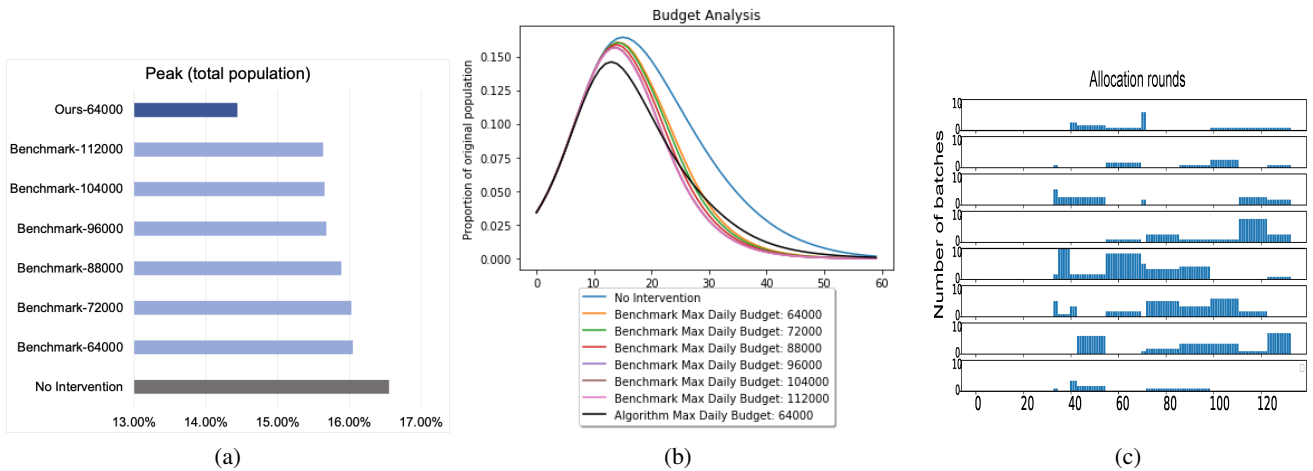 Peak (total population)
Ours-64000
Benchmark-112000
Benchmark-104000
Benchmark-96000
Benchmark-88000
Benchmark-72000
Benchmark-64000
No Intervention
13.00% 14.00% 15.00% 16.00% 17.00%
(a)
Budget Analysis
Proportion of original population
0.150
0.125
0.100
0.075
0.050
0.025
0.000
0 10 20 30 40 50 60
No Intervention
Benchmark Max Daily Budget: 64000
Benchmark Max Daily Budget: 72000
Benchmark Max Daily Budget: 88000
Benchmark Max Daily Budget: 96000
Benchmark Max Daily Budget: 104000
Benchmark Max Daily Budget: 112000
Algorithm Max Daily Budget: 64000
(b)
Allocation rounds
Number of batches
10
0
10
0
10
0
10
0
10
0
10
0
10
0
10
0
0 20 40 60 80 100 120
(c)